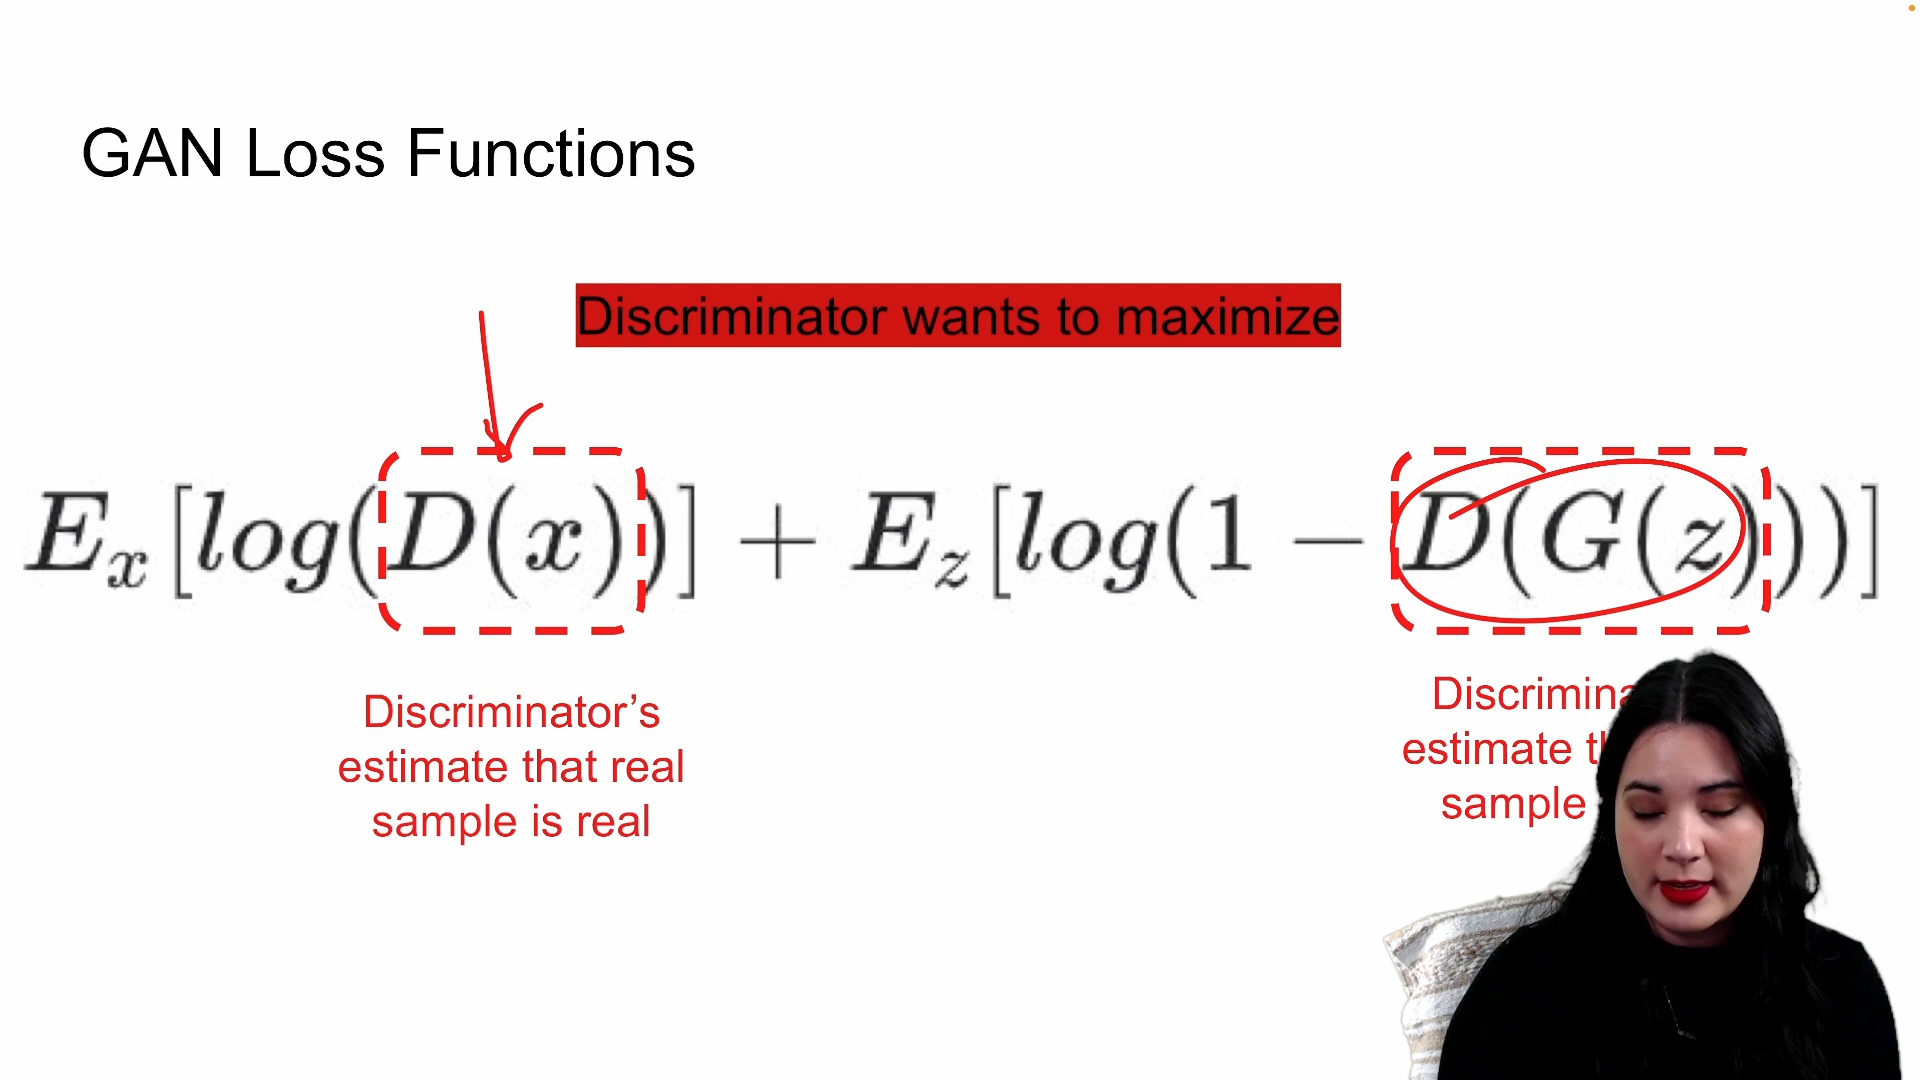 GAN Loss Functions
Discriminator wants to maximize
E_x[log(D(x))] + E_z[log(1 − D(G(z)))]
Discriminator’s
estimate that real
sample is real
estimate
sample